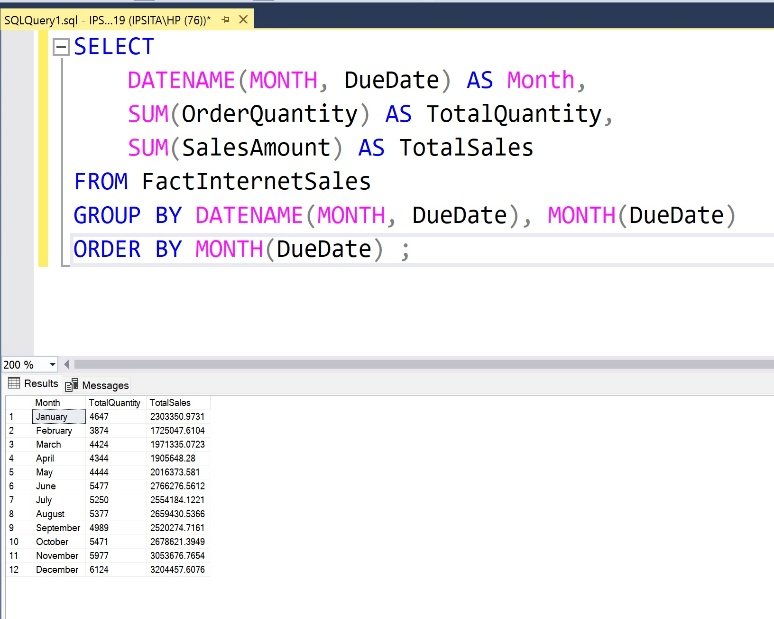 SQLQuery1.sql - IPS...19 (IPSITA\HP (76))*
SELECT
DATENAME(MONTH, DueDate) AS Month,
SUM(OrderQuantity) AS TotalQuantity,
SUM(SalesAmount) AS TotalSales
FROM FactInternetSales
GROUP BY DATENAME(MONTH, DueDate), MONTH(DueDate)
ORDER BY MONTH(DueDate) ;
200 %
Results Messages
Month TotalQuantity TotalSales
1 January 4647 2303350.9731
2 February 3874 1725047.6104
3 March 4424 1971335.0723
4 April 4344 1905648.28
5 May 4444 2016373.581
6 June 5477 2766276.5612
7 July 5250 2554184.1221
8 August 5377 2659430.5366
9 September 4989 2520274.7161
10 October 5471 2678621.3949
11 November 5977 3053676.7654
12 December 6124 3204457.6076